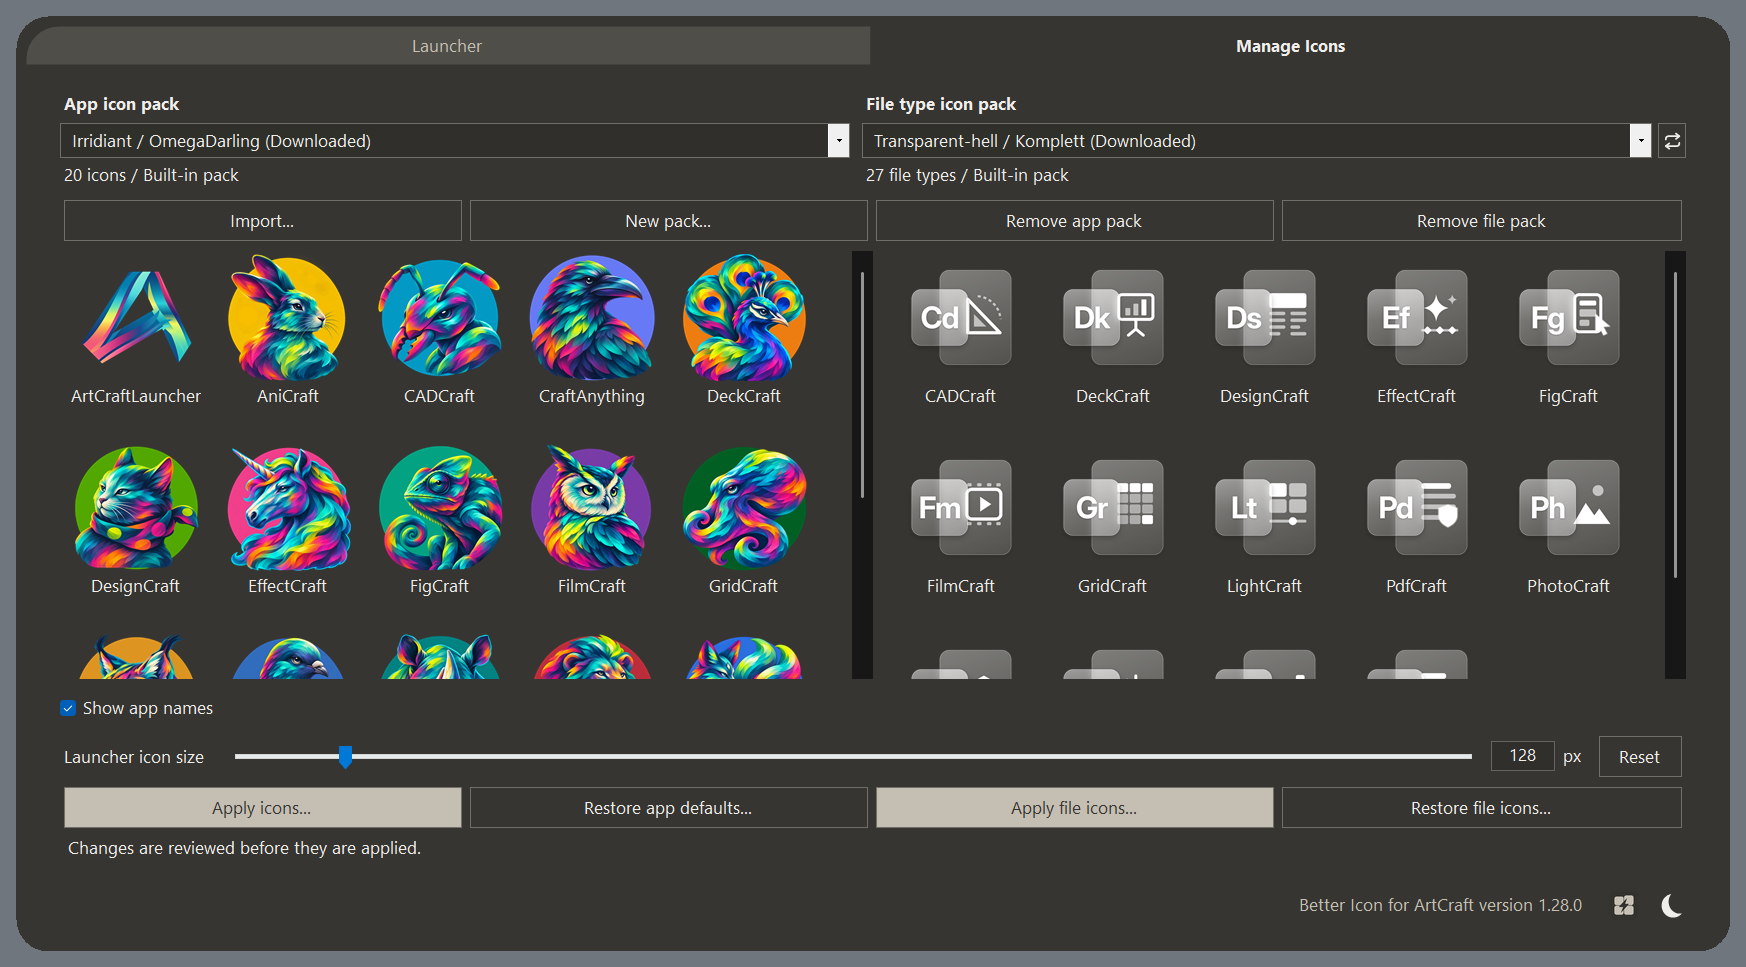 Launcher
Manage Icons
App icon pack
File type icon pack
Irridiant / OmegaDarling (Downloaded)
Transparent-hell / Komplett (Downloaded)
20 icons / Built-in pack
27 file types / Built-in pack
Import...
New pack...
Remove app pack
Remove file pack
ArtCraftLauncher
AniCraft
CADCraft
CraftAnything
DeckCraft
Cd
Dk
Ds
Ef
Fg
CADCraft
DeckCraft
DesignCraft
EffectCraft
FigCraft
DesignCraft
EffectCraft
FigCraft
FilmCraft
GridCraft
Fm
Gr
Lt
Pd
Ph
FilmCraft
GridCraft
LightCraft
PdfCraft
PhotoCraft
Show app names
Launcher icon size
128
px
Reset
Apply icons...
Restore app defaults...
Apply file icons...
Restore file icons...
Changes are reviewed before they are applied.
Better Icon for ArtCraft version 1.28.0